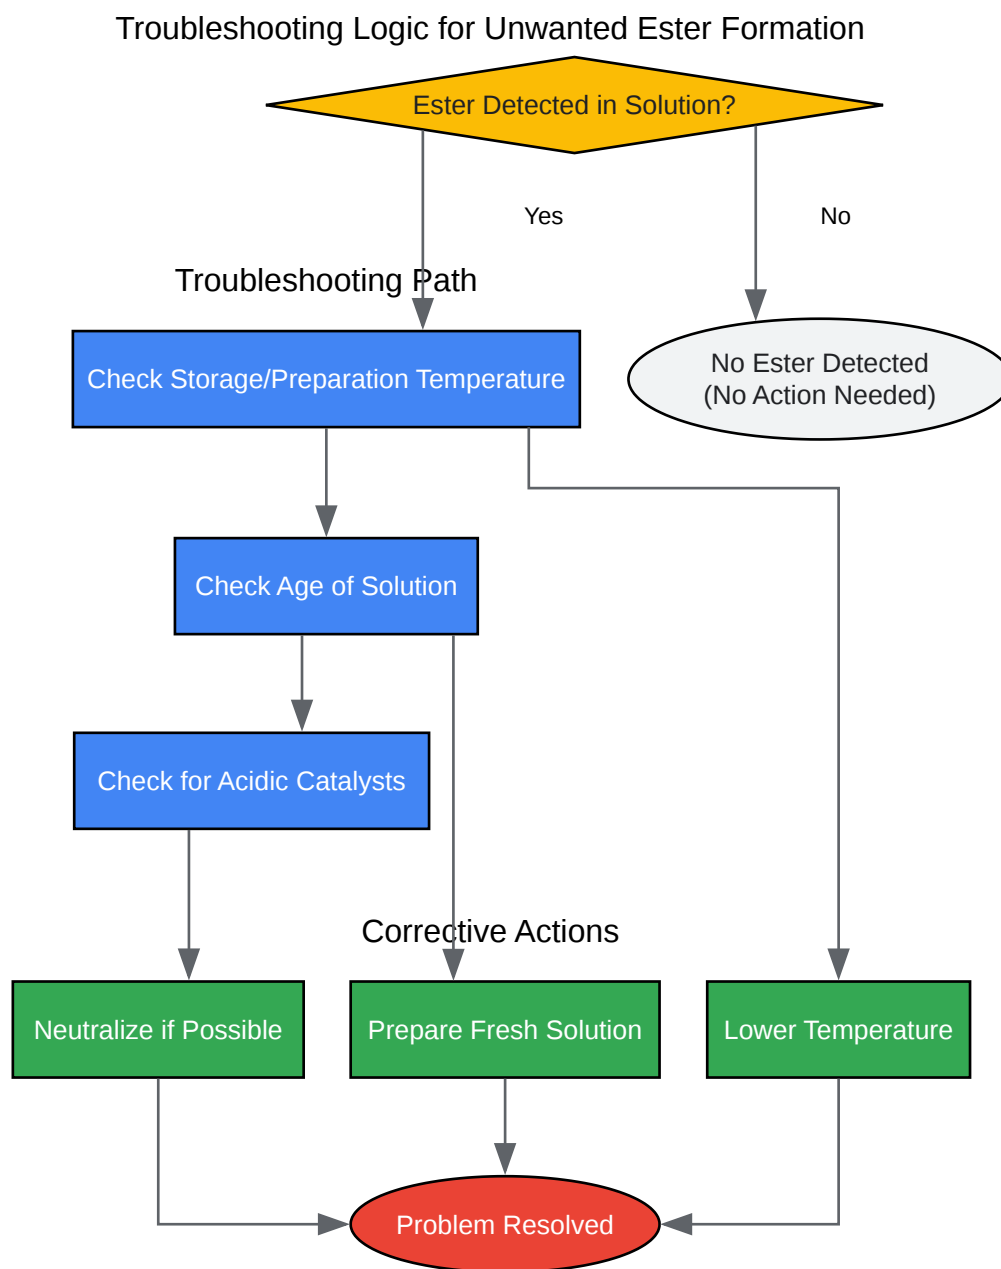 Troubleshooting Logic for Unwanted Ester Formation
Ester Detected in Solution?
Yes
No
Troubleshooting Path
Check Storage/Preparation Temperature
No Ester Detected
(No Action Needed)
Check Age of Solution
Check for Acidic Catalysts
Corrective Actions
Neutralize if Possible
Prepare Fresh Solution
Lower Temperature
Problem Resolved